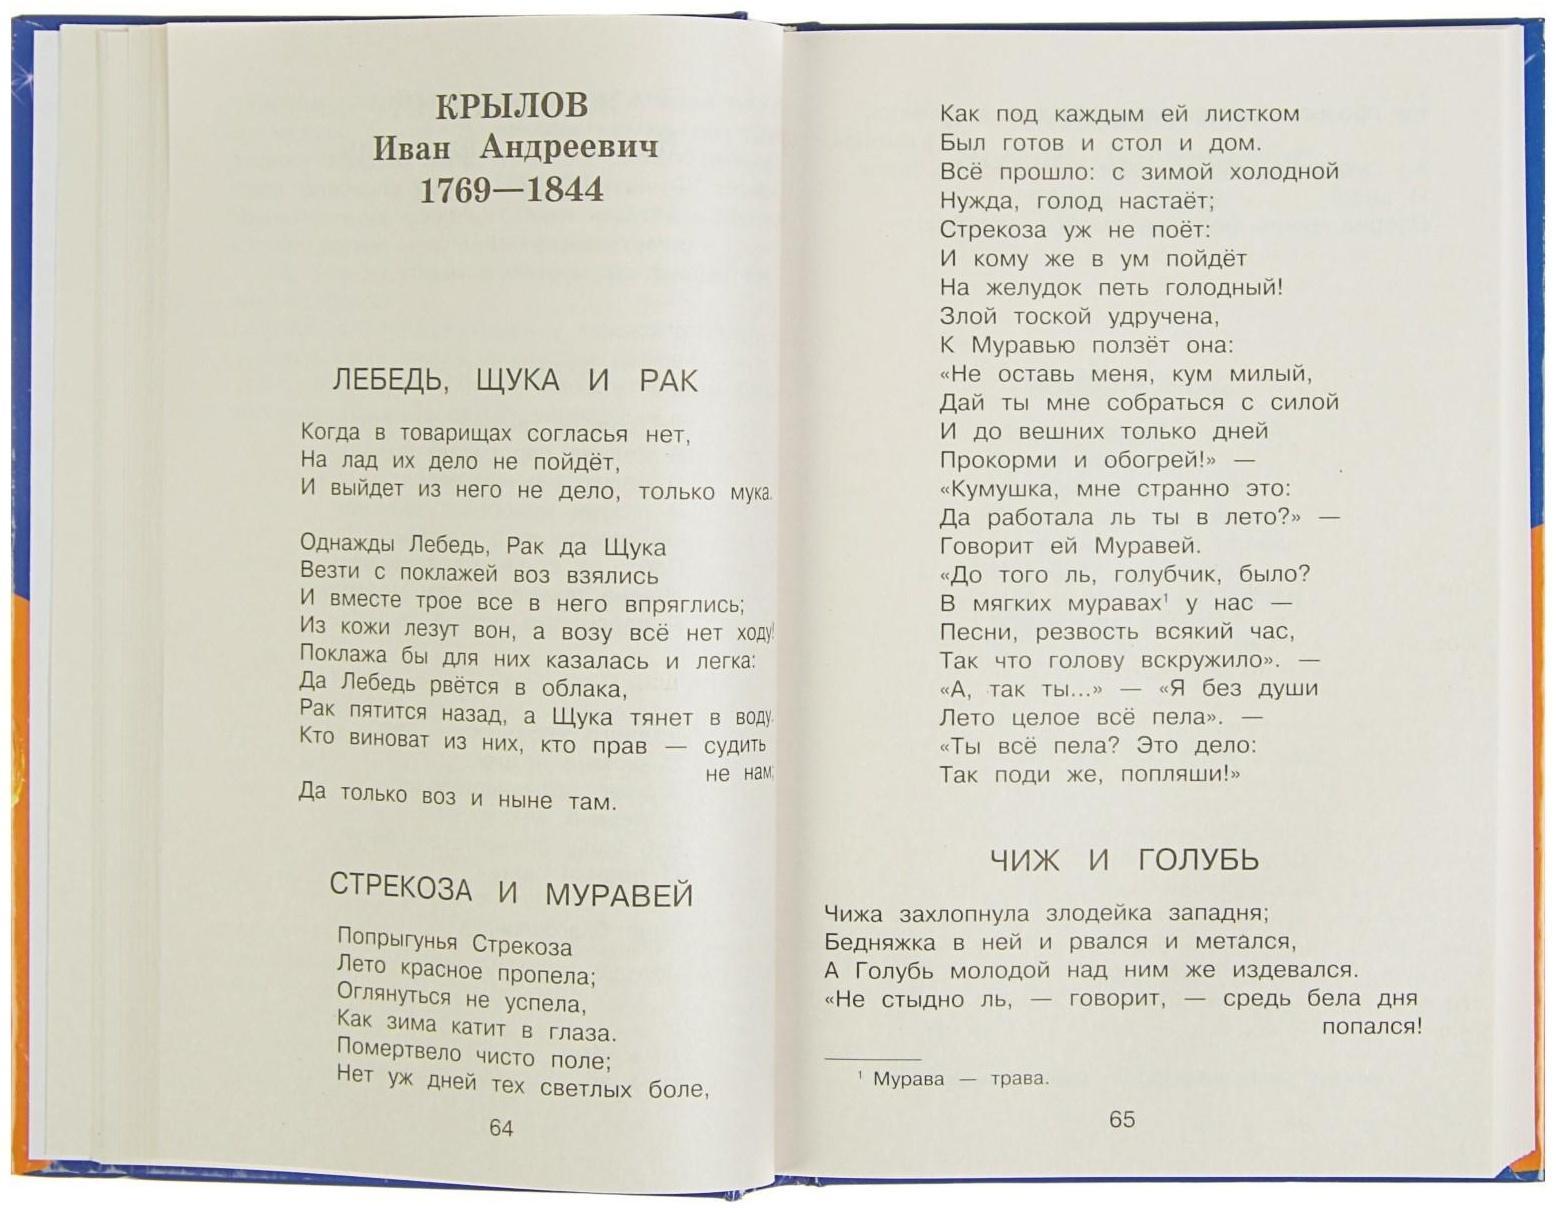 КРЫЛОВ
Иван Андреевич
1769—1844
ЛЕБЕДЬ, ЩУКА И РАК
Когда в товарищах согласья нет,
На лад их дело не пойдёт,
И выйдет из него не дело, только мука.
Однажды Лебедь, Рак да Щука
Везти с поклажей воз взялись
И вместе трое все в него впряглись;
Из кожи лезут вон, а возу всё нет ходу!
Поклажа бы для них казалась и легка:
Да Лебедь рвётся в облака,
Рак пятится назад, а Щука тянет в воду.
Кто виноват из них, кто прав — судить
не нам;
Да только воз и ныне там.
СТРЕКОЗА И МУРАВЕЙ
Попрыгунья Стрекоза
Лето красное пропела;
Оглянуться не успела,
Как зима катит в глаза.
Помертвело чисто поле;
Нет уж дней тех светлых боле,
64
Как под каждым ей листком
Был готов и стол и дом.
Всё прошло: с зимой холодной
Нужда, голод настаёт;
Стрекоза уж не поёт:
И кому же в ум пойдёт
На желудок петь голодный!
Злой тоской удручена,
К Муравью ползёт она:
«Не оставь меня, кум милый,
Дай ты мне собраться с силой
И до вешних только дней
Прокорми и обогрей!» —
«Кумушка, мне странно это:
Да работала ль ты в лето?» —
Говорит ей Муравей.
«До того ль, голубчик, было?
В мягких муравах¹ у нас —
Песни, резвость всякий час,
Так что голову вскружило». —
«А, так ты...» — «Я без души
Лето целое всё пела». —
«Ты всё пела? Это дело:
Так поди же, попляши!»
ЧИЖ И ГОЛУБЬ
Чижа захлопнула злодейка западня;
Бедняжка в ней и рвался и метался,
А Голубь молодой над ним же издевался.
«Не стыдно ль, — говорит, — средь бела дня
попался!
¹ Мурава — трава.
65